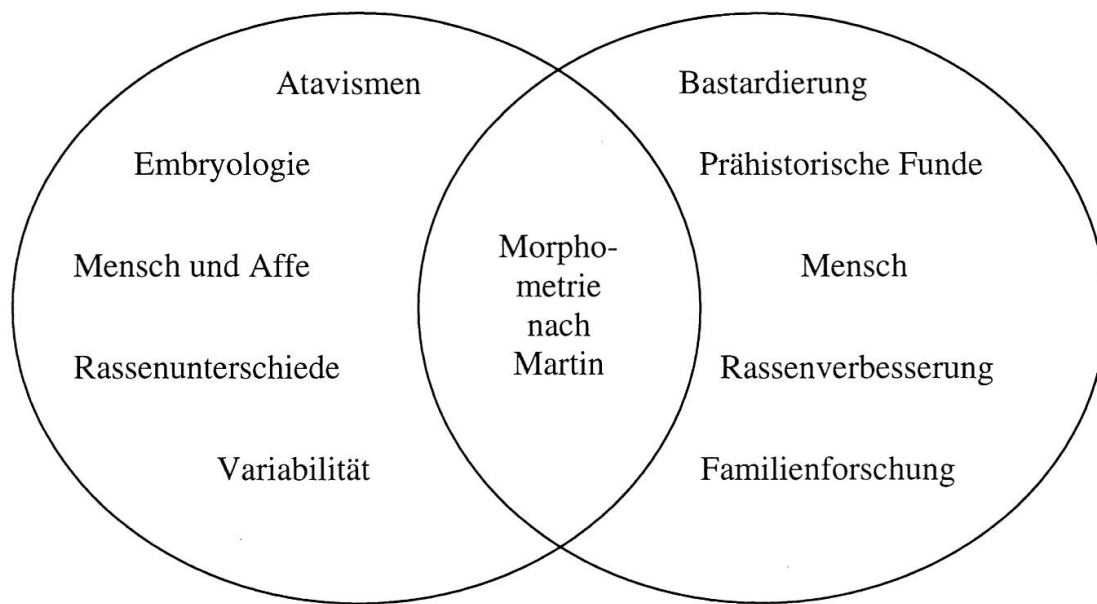 Atavismen
Embryologie
Mensch und Affe
Rassenunterschiede
Variabilität
Morpho-
metrie
nach
Martin
Bastardierung
Prähistorische Funde
Mensch
Rassenverbesserung
Familienforschung